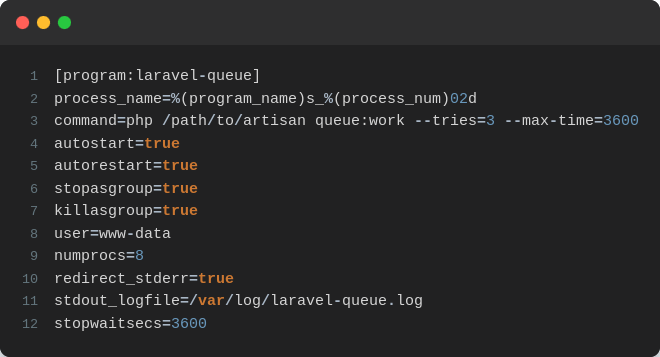 1 [program:laravel-queue]
2 process_name=%(program_name)s_%(process_num)02d
3 command=php /path/to/artisan queue:work --tries=3 --max-time=3600
4 autostart=true
5 autorestart=true
6 stopasgroup=true
7 killasgroup=true
8 user=www-data
9 numprocs=8
10 redirect_stderr=true
11 stdout_logfile=/var/log/laravel-queue.log
12 stopwaitsecs=3600